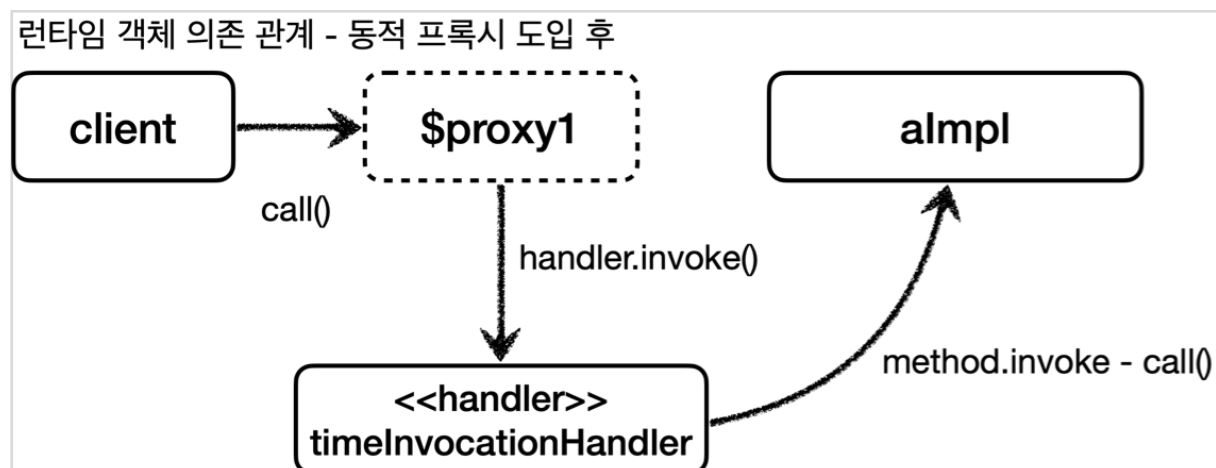 런타임 객체 의존 관계 - 동적 프록시 도입 후
client
$proxy1
aImpl
call()
handler.invoke()
method.invoke - call()
<<handler>>
timeInvocationHandler